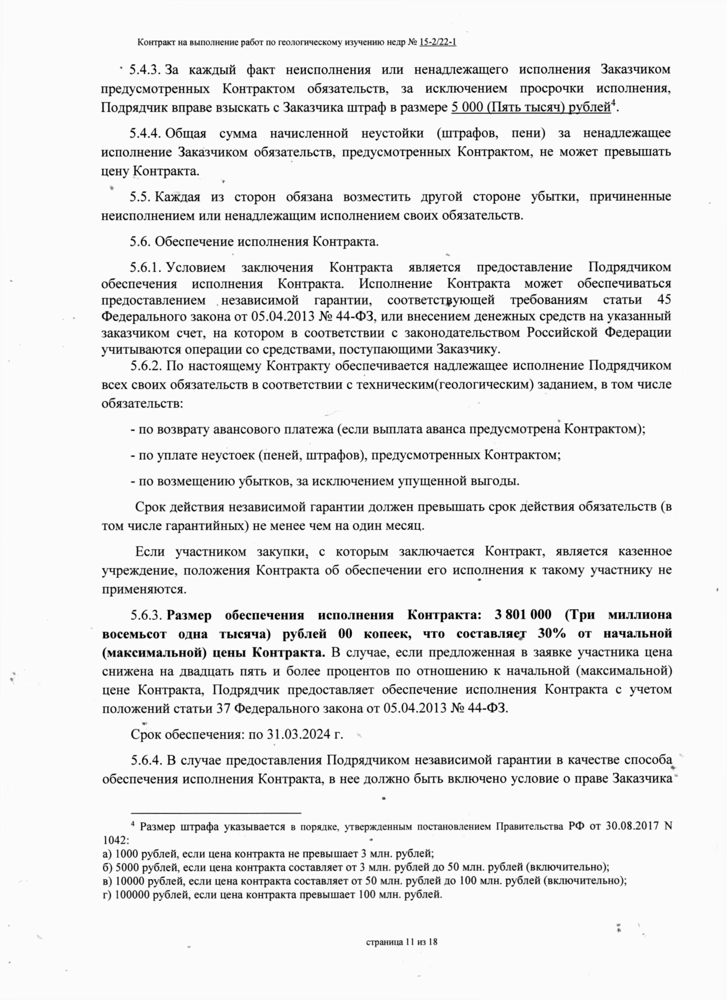 Контракт на выполнение работ по геологическому изучению недр № 15-2/22-1
5.4.3. За каждый факт неисполнения или ненадлежащего исполнения Заказчиком
предусмотренных Контрактом обязательств, за исключением просрочки исполнения,
Подрядчик вправе взыскать с Заказчика штраф в размере 5 000 (Пять тысяч) рублей⁴.
5.4.4. Общая сумма начисленной неустойки (штрафов, пени) за ненадлежащее
исполнение Заказчиком обязательств, предусмотренных Контрактом, не может превышать
цену Контракта.
5.5. Каждая из сторон обязана возместить другой стороне убытки, причиненные
неисполнением или ненадлежащим исполнением своих обязательств.
5.6. Обеспечение исполнения Контракта.
5.6.1. Условием заключения Контракта является предоставление Подрядчиком
обеспечения исполнения Контракта. Исполнение Контракта может обеспечиваться
предоставлением независимой гарантии, соответствующей требованиям статьи 45
Федерального закона от 05.04.2013 № 44-ФЗ, или внесением денежных средств на указанный
заказчиком счет, на котором в соответствии с законодательством Российской Федерации
учитываются операции со средствами, поступающими Заказчику.
5.6.2. По настоящему Контракту обеспечивается надлежащее исполнение Подрядчиком
всех своих обязательств в соответствии с техническим(геологическим) заданием, в том числе
обязательств:
- по возврату авансового платежа (если выплата аванса предусмотрена Контрактом);
- по уплате неустоек (пеней, штрафов), предусмотренных Контрактом;
- по возмещению убытков, за исключением упущенной выгоды.
Срок действия независимой гарантии должен превышать срок действия обязательств (в
том числе гарантийных) не менее чем на один месяц.
Если участником закупки, с которым заключается Контракт, является казенное
учреждение, положения Контракта об обеспечении его исполнения к такому участнику не
применяются.
5.6.3. Размер обеспечения исполнения Контракта: 3 801 000 (Три миллиона
восемьсот одна тысяча) рублей 00 копеек, что составляет 30% от начальной
(максимальной) цены Контракта. В случае, если предложенная в заявке участника цена
снижена на двадцать пять и более процентов по отношению к начальной (максимальной)
цене Контракта, Подрядчик предоставляет обеспечение исполнения Контракта с учетом
положений статьи 37 Федерального закона от 05.04.2013 № 44-ФЗ.
Срок обеспечения: по 31.03.2024 г.
5.6.4. В случае предоставления Подрядчиком независимой гарантии в качестве способа
обеспечения исполнения Контракта, в нее должно быть включено условие о праве Заказчика
⁴ Размер штрафа указывается в порядке, утвержденным постановлением Правительства РФ от 30.08.2017 N
1042:
а) 1000 рублей, если цена контракта не превышает 3 млн. рублей;
б) 5000 рублей, если цена контракта составляет от 3 млн. рублей до 50 млн. рублей (включительно);
в) 10000 рублей, если цена контракта составляет от 50 млн. рублей до 100 млн. рублей (включительно);
г) 100000 рублей, если цена контракта превышает 100 млн. рублей.
страница 11 из 18